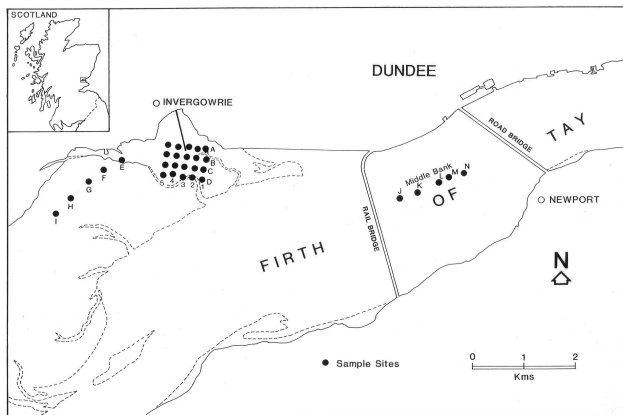 SCOTLAND
DUNDEE
INVERGOWRIE
ROAD BRIDGE
TAY
A
B
C
D
5 4 3 2 1
E
F
G
H
I
Middle Bank
J K L M N
OF
NEWPORT
RAIL BRIDGE
FIRTH
N
Sample Sites
0 1 2
Kms